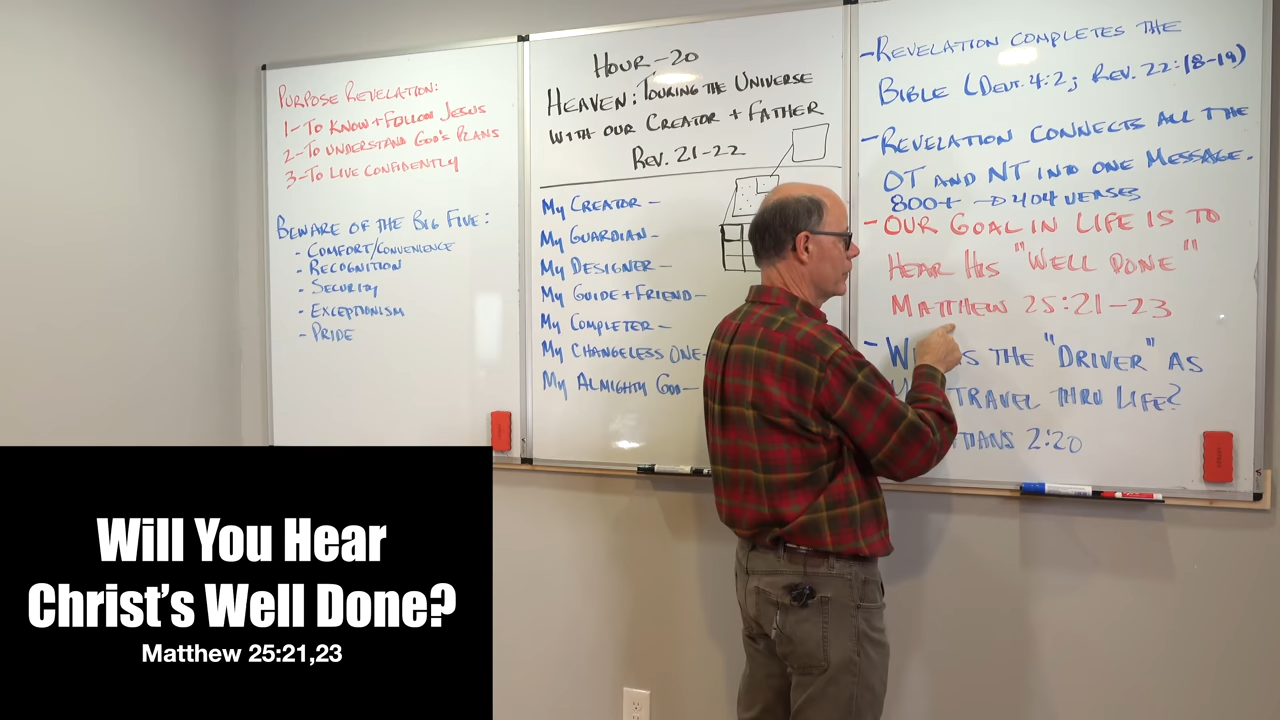 Purpose Revelation:
1-To Know + Follow Jesus
2-To Understand God's Plans
3-To Live Confidently
Beware of the Big Five:
- Comfort/Convenience
- Recognition
- Security
- Exceptionism
- Pride
Hour-20
Heaven: Touring the Universe
with our Creator + Father
Rev. 21-22
My Creator -
My Guardian -
My Designer -
My Guide + Friend -
My Completer -
My Changeless One -
My Almighty God -
- Revelation completes the
Bible (Deut. 4:2; Rev. 22:18-19)
- Revelation connects all the
OT and NT into one Message.
800+ → 404 verses
- Our Goal in Life is to
Hear His "Well Done"
Matthew 25:21-23
- the "Driver" as
travel thru Life?
2:20
Will You Hear
Christ's Well Done?
Matthew 25:21,23